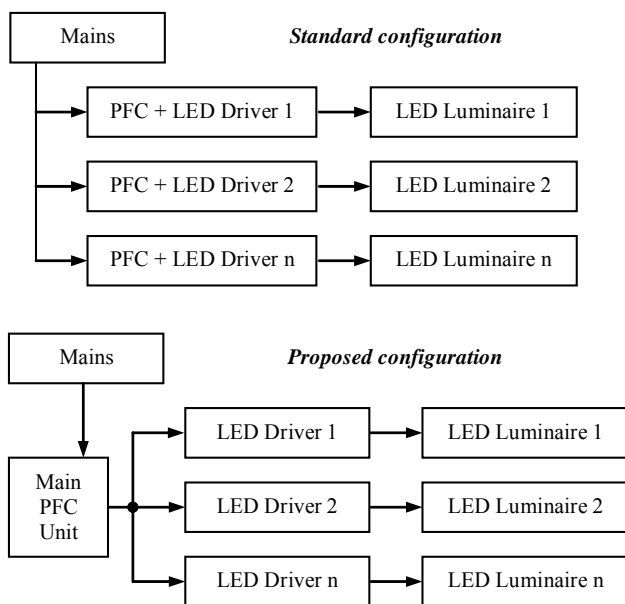 Mains
Standard configuration
PFC + LED Driver 1
LED Luminaire 1
PFC + LED Driver 2
LED Luminaire 2
PFC + LED Driver n
LED Luminaire n
Mains
Proposed configuration
LED Driver 1
LED Luminaire 1
Main
PFC
Unit
LED Driver 2
LED Luminaire 2
LED Driver n
LED Luminaire n